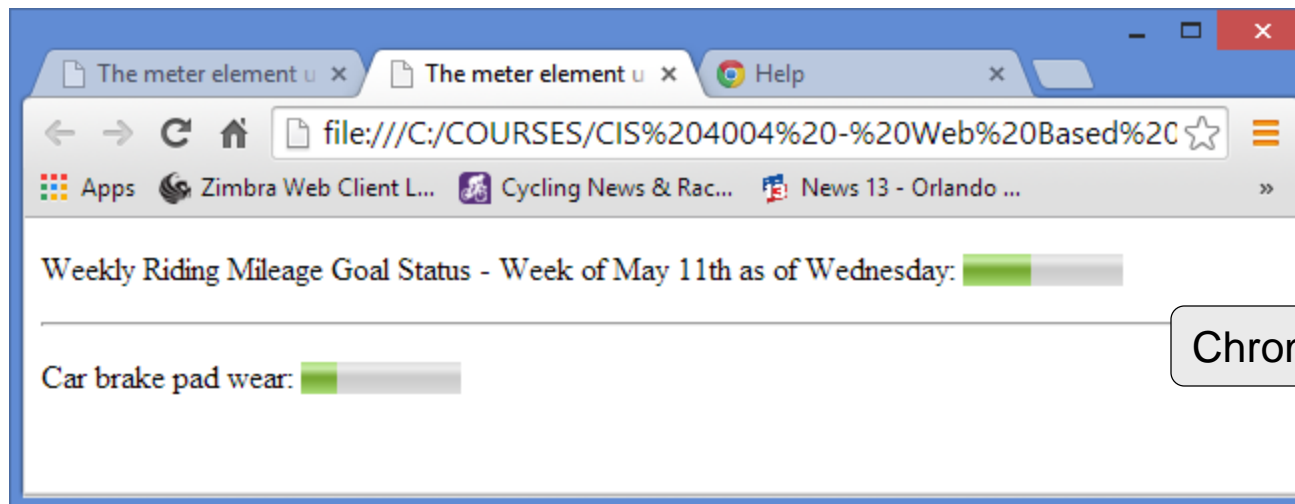 The meter element u
The meter element u
Help
file:///C:/COURSES/CIS%204004%20-%20Web%20Based%20
Apps Zimbra Web Client L... Cycling News & Rac... News 13 - Orlando ... »
Weekly Riding Mileage Goal Status - Week of May 11th as of Wednesday:
Chrom
Car brake pad wear: